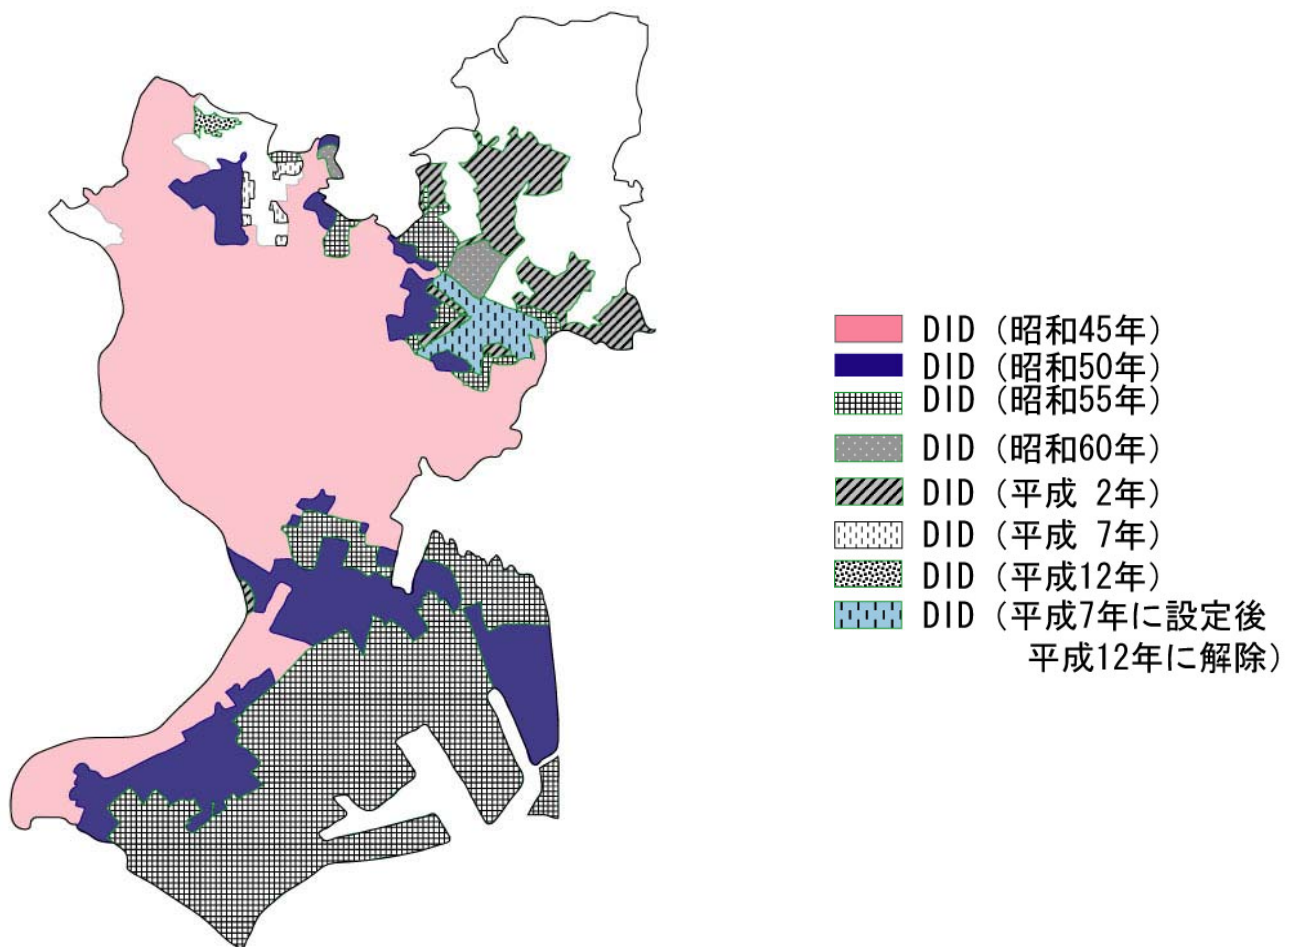 DID（昭和45年）
DID（昭和50年）
DID（昭和55年）
DID（昭和60年）
DID（平成 2年）
DID（平成 7年）
DID（平成12年）
DID（平成7年に設定後
平成12年に解除）